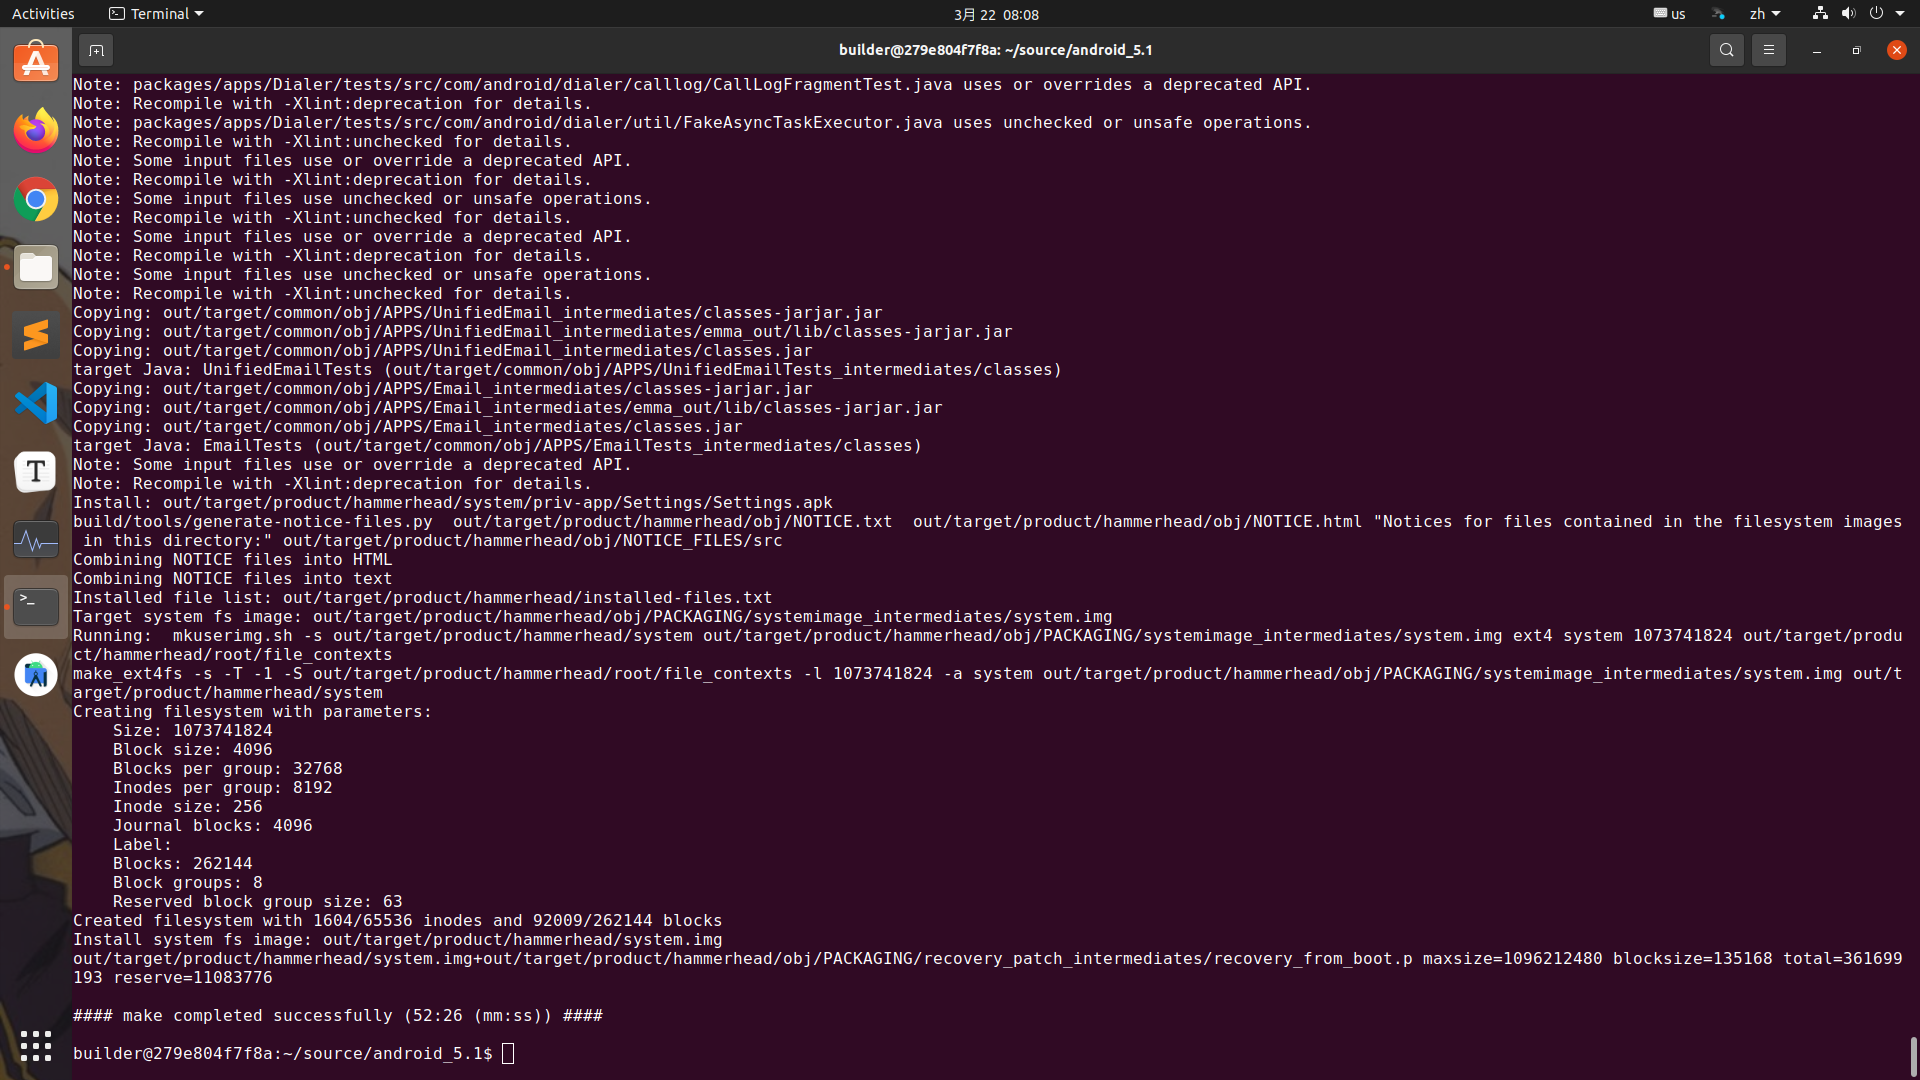 Activities
Terminal
3月 22 08:08
us
zh
builder@279e804f7f8a: ~/source/android_5.1
Note: packages/apps/Dialer/tests/src/com/android/dialer/calllog/CallLogFragmentTest.java uses or overrides a deprecated API.
Note: Recompile with -Xlint:deprecation for details.
Note: packages/apps/Dialer/tests/src/com/android/dialer/util/FakeAsyncTaskExecutor.java uses unchecked or unsafe operations.
Note: Recompile with -Xlint:unchecked for details.
Note: Some input files use or override a deprecated API.
Note: Recompile with -Xlint:deprecation for details.
Note: Some input files use unchecked or unsafe operations.
Note: Recompile with -Xlint:unchecked for details.
Note: Some input files use or override a deprecated API.
Note: Recompile with -Xlint:deprecation for details.
Note: Some input files use unchecked or unsafe operations.
Note: Recompile with -Xlint:unchecked for details.
Copying: out/target/common/obj/APPS/UnifiedEmail_intermediates/classes-jarjar.jar
Copying: out/target/common/obj/APPS/UnifiedEmail_intermediates/emma_out/lib/classes-jarjar.jar
Copying: out/target/common/obj/APPS/UnifiedEmail_intermediates/classes.jar
target Java: UnifiedEmailTests (out/target/common/obj/APPS/UnifiedEmailTests_intermediates/classes)
Copying: out/target/common/obj/APPS/Email_intermediates/classes-jarjar.jar
Copying: out/target/common/obj/APPS/Email_intermediates/emma_out/lib/classes-jarjar.jar
Copying: out/target/common/obj/APPS/Email_intermediates/classes.jar
target Java: EmailTests (out/target/common/obj/APPS/EmailTests_intermediates/classes)
Note: Some input files use or override a deprecated API.
Note: Recompile with -Xlint:deprecation for details.
Install: out/target/product/hammerhead/system/priv-app/Settings/Settings.apk
build/tools/generate-notice-files.py  out/target/product/hammerhead/obj/NOTICE.txt  out/target/product/hammerhead/obj/NOTICE.html "Notices for files contained in the filesystem images
 in this directory:" out/target/product/hammerhead/obj/NOTICE_FILES/src
Combining NOTICE files into HTML
Combining NOTICE files into text
Installed file list: out/target/product/hammerhead/installed-files.txt
Target system fs image: out/target/product/hammerhead/obj/PACKAGING/systemimage_intermediates/system.img
Running:  mkuserimg.sh -s out/target/product/hammerhead/system out/target/product/hammerhead/obj/PACKAGING/systemimage_intermediates/system.img ext4 system 1073741824 out/target/produ
ct/hammerhead/root/file_contexts
make_ext4fs -s -T -1 -S out/target/product/hammerhead/root/file_contexts -l 1073741824 -a system out/target/product/hammerhead/obj/PACKAGING/systemimage_intermediates/system.img out/t
arget/product/hammerhead/system
Creating filesystem with parameters:
    Size: 1073741824
    Block size: 4096
    Blocks per group: 32768
    Inodes per group: 8192
    Inode size: 256
    Journal blocks: 4096
    Label:
    Blocks: 262144
    Block groups: 8
    Reserved block group size: 63
Created filesystem with 1604/65536 inodes and 92009/262144 blocks
Install system fs image: out/target/product/hammerhead/system.img
out/target/product/hammerhead/system.img+out/target/product/hammerhead/obj/PACKAGING/recovery_patch_intermediates/recovery_from_boot.p maxsize=1096212480 blocksize=135168 total=361699
193 reserve=11083776
#### make completed successfully (52:26 (mm:ss)) ####
builder@279e804f7f8a:~/source/android_5.1$